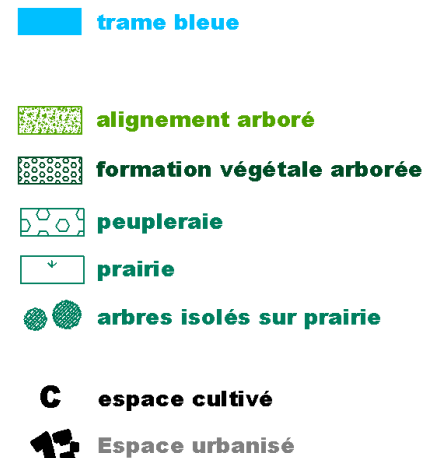 trame bleue
alignement arboré
formation végétale arborée
peupleraie
prairie
arbres isolés sur prairie
C espace cultivé
Espace urbanisé